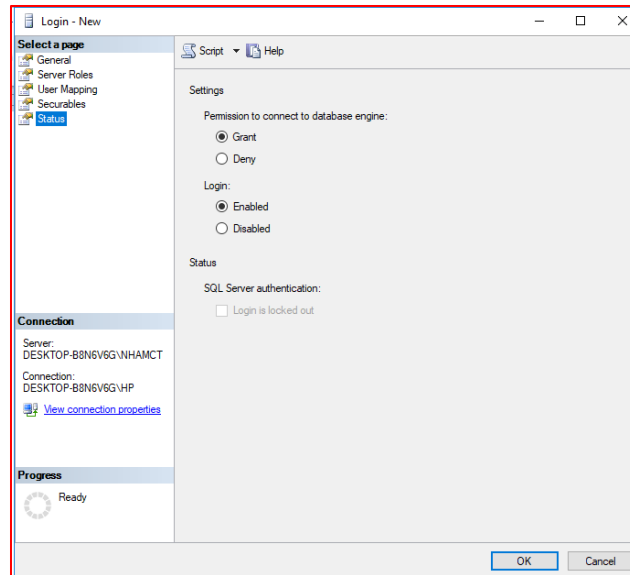 Login - New
Select a page
General
Server Roles
User Mapping
Securables
Status
Script
Help
Settings
Permission to connect to database engine:
Grant
Deny
Login:
Enabled
Disabled
Status
SQL Server authentication:
Login is locked out
Connection
Server:
DESKTOP-B8N6V6G\NHAMCT
Connection:
DESKTOP-B8N6V6G\HP
View connection properties
Progress
Ready
OK
Cancel